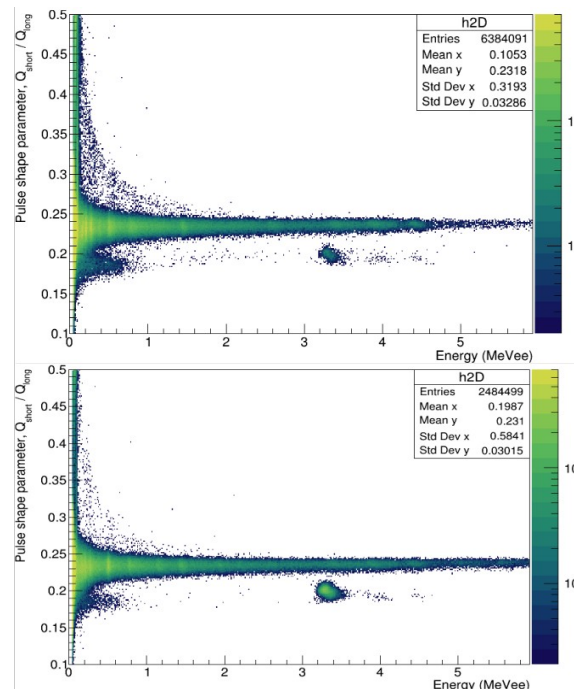 h2D
Entries 6384091
Mean x 0.1053
Mean y 0.2318
Std Dev x 0.3193
Std Dev y 0.03286
Pulse shape parameter, Q_short / Q_long
0.5
0.45
0.4
0.35
0.3
0.25
0.2
0.15
0.1
0 1 2 3 4 5
Energy (MeVee)
1
1
h2D
Entries 2484499
Mean x 0.1987
Mean y 0.231
Std Dev x 0.5841
Std Dev y 0.03015
Pulse shape parameter, Q_short / Q_long
0.5
0.45
0.4
0.35
0.3
0.25
0.2
0.15
0.1
0 1 2 3 4 5
Energy (MeVee)
10
10